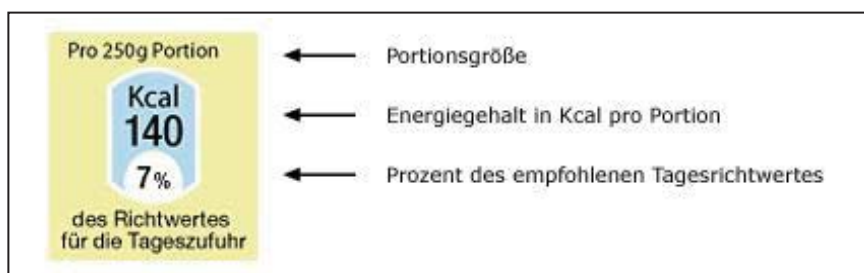 Pro 250g Portion
Portionsgröße
Kcal
140
Energiegehalt in Kcal pro Portion
7%
Prozent des empfohlenen Tagesrichtwertes
des Richtwertes
für die Tageszufuhr